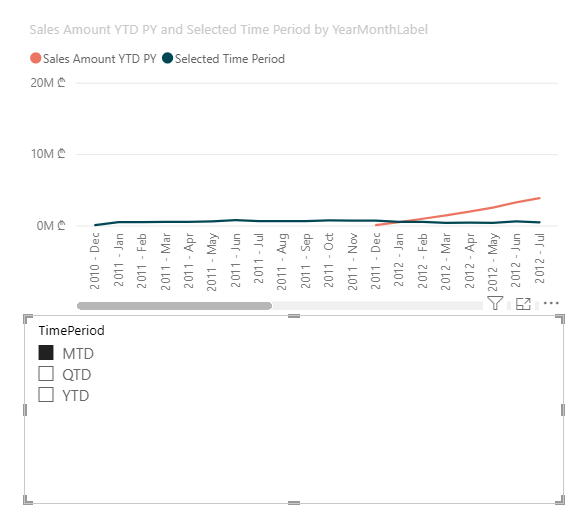 Sales Amount YTD PY and Selected Time Period by YearMonthLabel
Sales Amount YTD PY Selected Time Period
20M ₾
10M ₾
0M ₾
2010 - Dec
2011 - Jan
2011 - Feb
2011 - Mar
2011 - Apr
2011 - May
2011 - Jun
2011 - Jul
2011 - Aug
2011 - Sep
2011 - Oct
2011 - Nov
2011 - Dec
2012 - Jan
2012 - Feb
2012 - Mar
2012 - Apr
2012 - May
2012 - Jun
2012 - Jul
TimePeriod
MTD
QTD
YTD